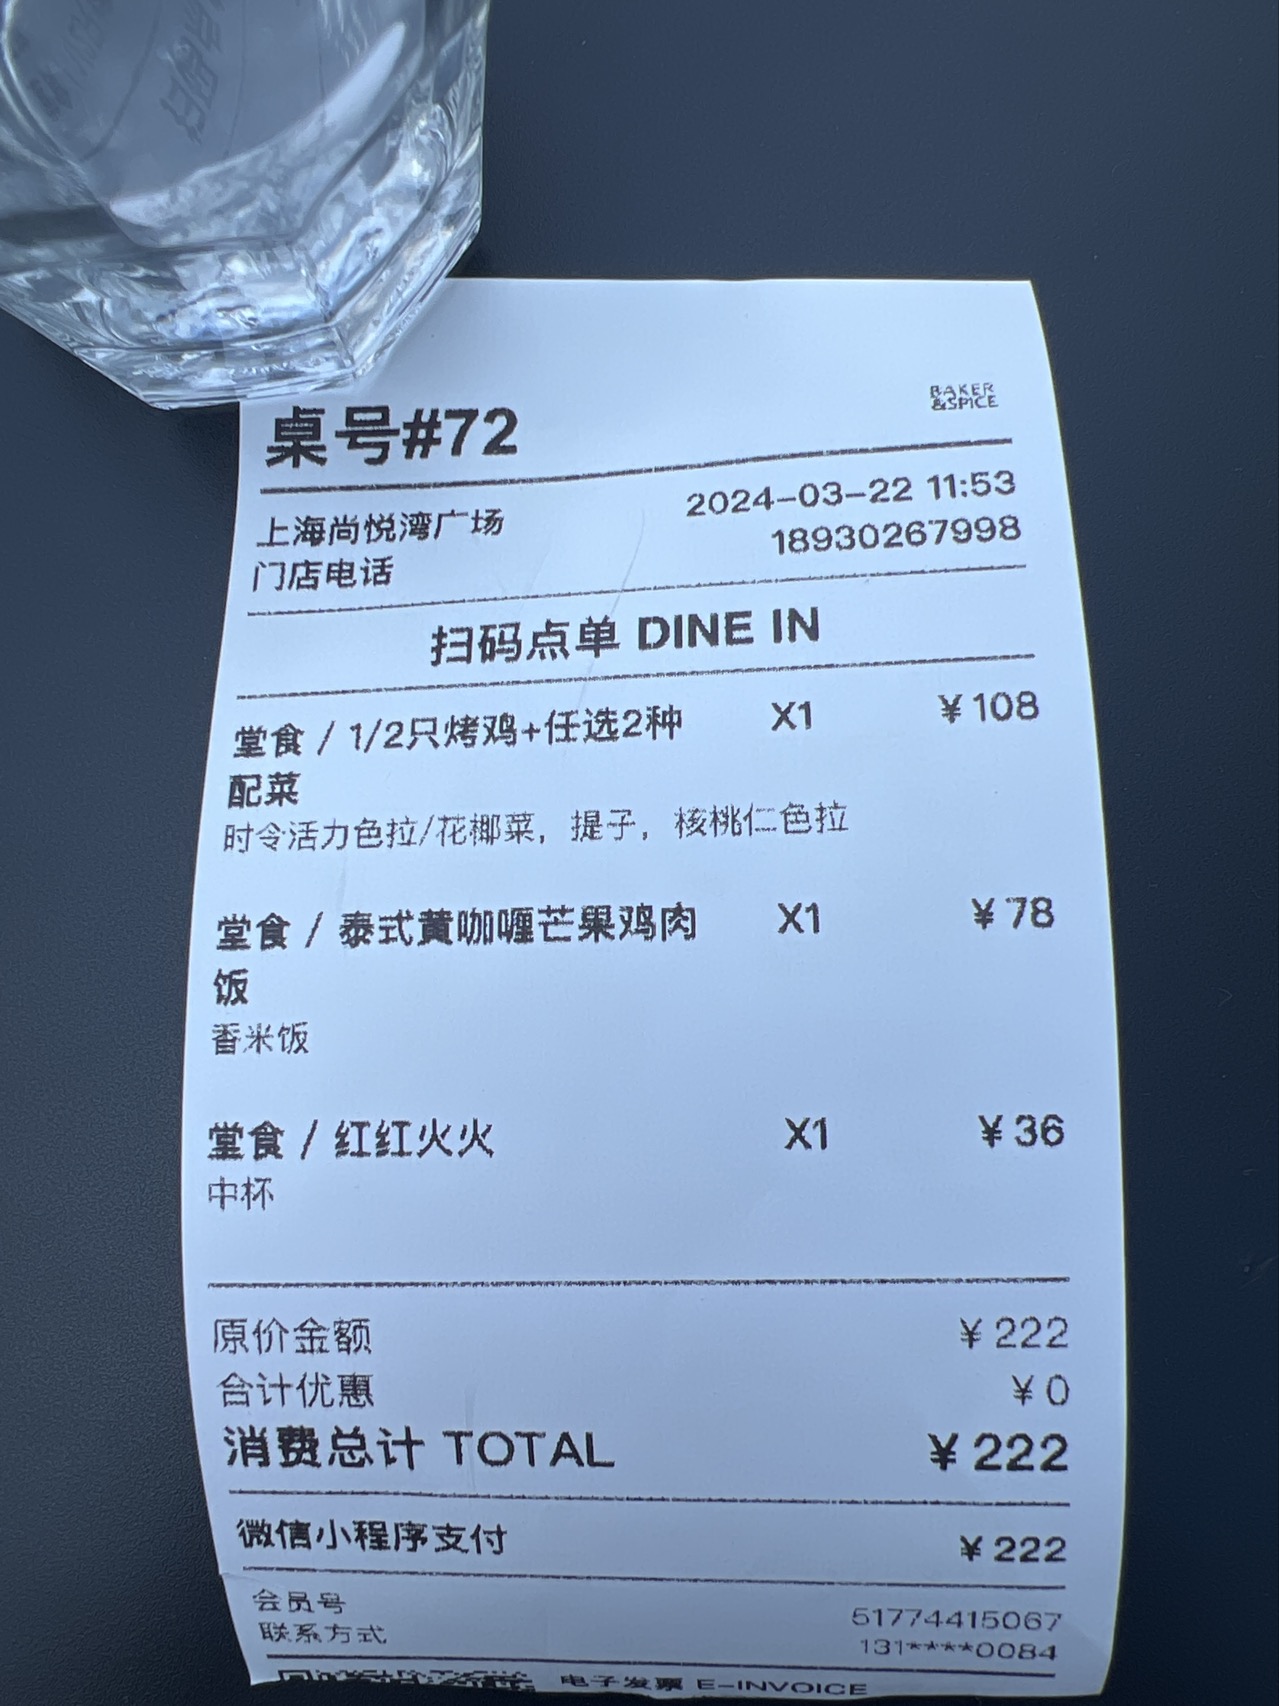 BAKER
&SPICE
桌号#72
2024-03-22 11:53
上海尚悦湾广场
18930267998
门店电话
扫码点单 DINE IN
堂食 / 1/2只烤鸡+任选2种 X1 ¥108
配菜
时令活力色拉/花椰菜，提子，核桃仁色拉
堂食 / 泰式黄咖喱芒果鸡肉 X1 ¥78
饭
香米饭
堂食 / 红红火火 X1 ¥36
中杯
原价金额 ¥222
合计优惠 ¥0
消费总计 TOTAL ¥222
微信小程序支付 ¥222
会员号 51774415067
联系方式 131****0084
电子发票 E-INVOICE